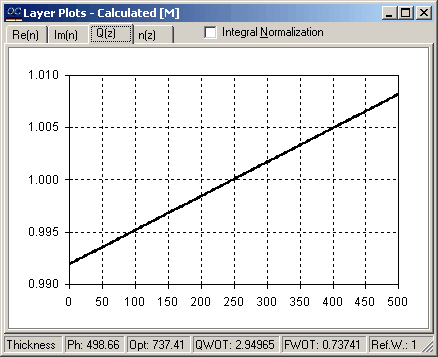 OC Layer Plots - Calculated [M]
Re(n) Im(n) Q(z) n(z) Integral Normalization
1.010
1.005
1.000
0.995
0.990
0 50 100 150 200 250 300 350 400 450 500
Thickness Ph: 498.66 Opt: 737.41 QWOT: 2.94965 FWOT: 0.73741 Ref.W.: 1